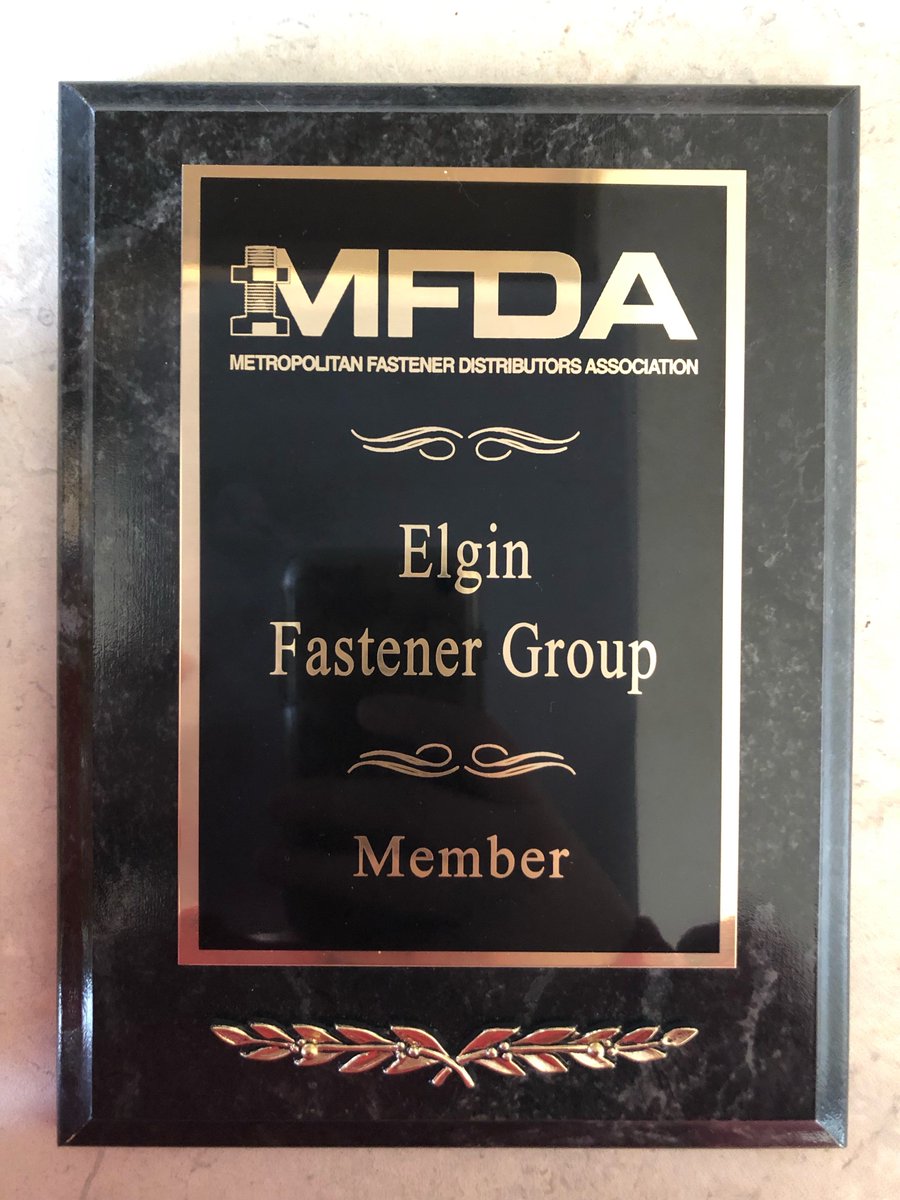 MFDA
METROPOLITAN FASTENER DISTRIBUTORS ASSOCIATION
Elgin
Fastener Group
Member